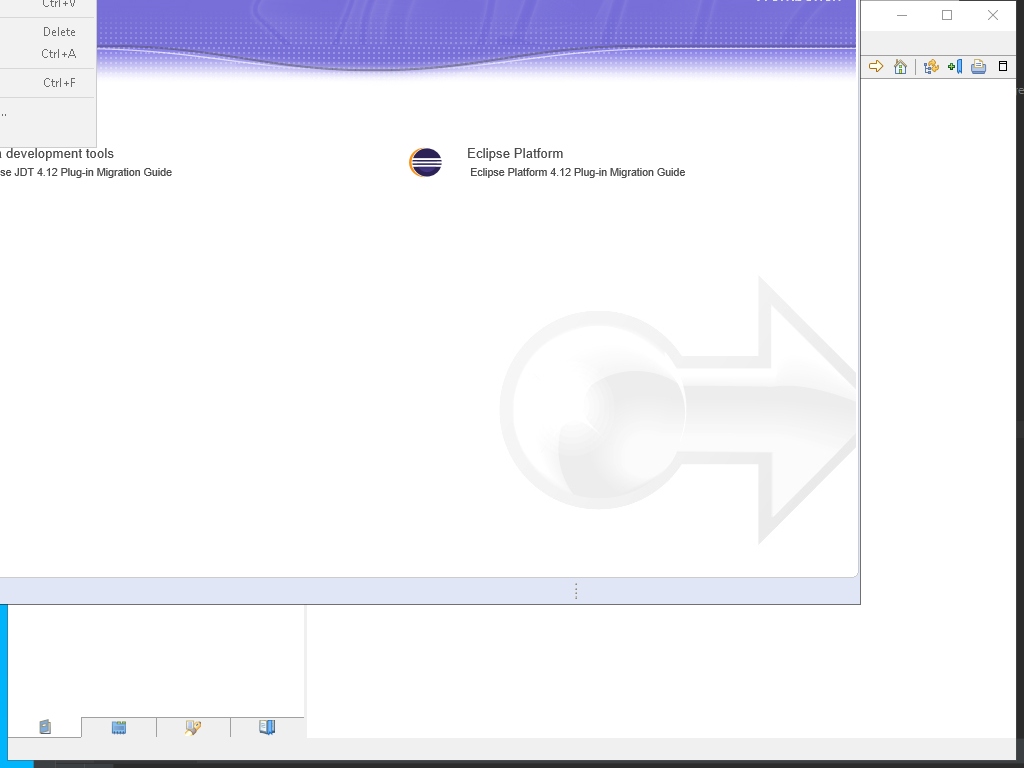 Ctrl+V
Delete
Ctrl+A
Ctrl+F
..
development tools
Eclipse Platform
se JDT 4.12 Plug-in Migration Guide
Eclipse Platform 4.12 Plug-in Migration Guide